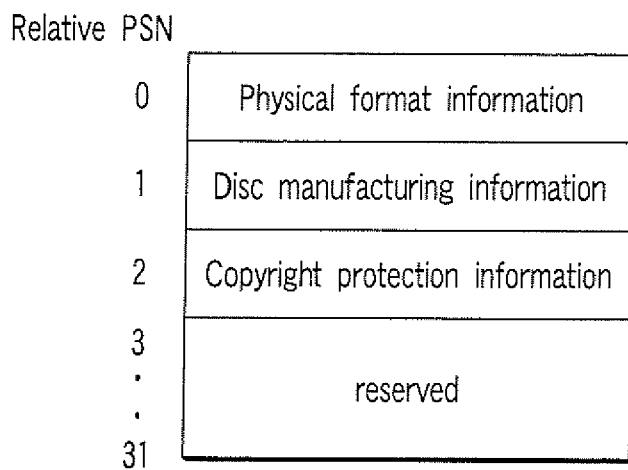 Relative PSN
0 Physical format information
1 Disc manufacturing information
2 Copyright protection information
3
.
reserved
.
31